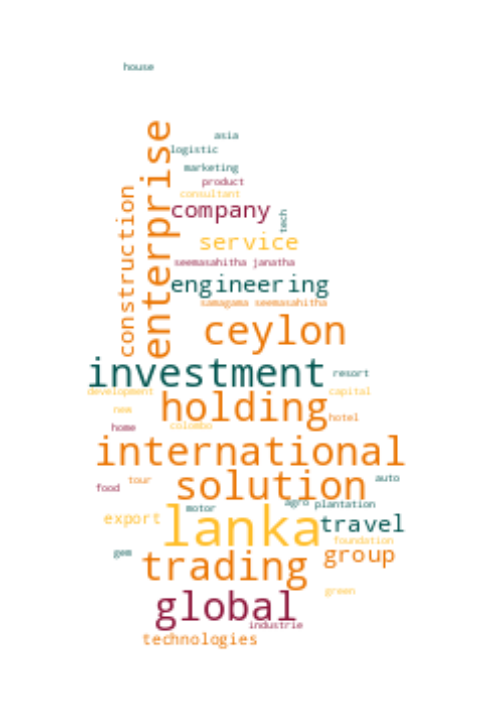 house
enterprise
asia
logistic
marketing
product
consultant
construction
company
tech
service
seemasahitha janatha
engineering
samagama seemasahitha
ceylon
investment
resort
development
capital
holding
new
hotel
home
colombo
international
solution
tour
auto
food
agro
plantation
motor
lanka
export
travel
foundation
gem
group
trading
green
global
industrie
technologies